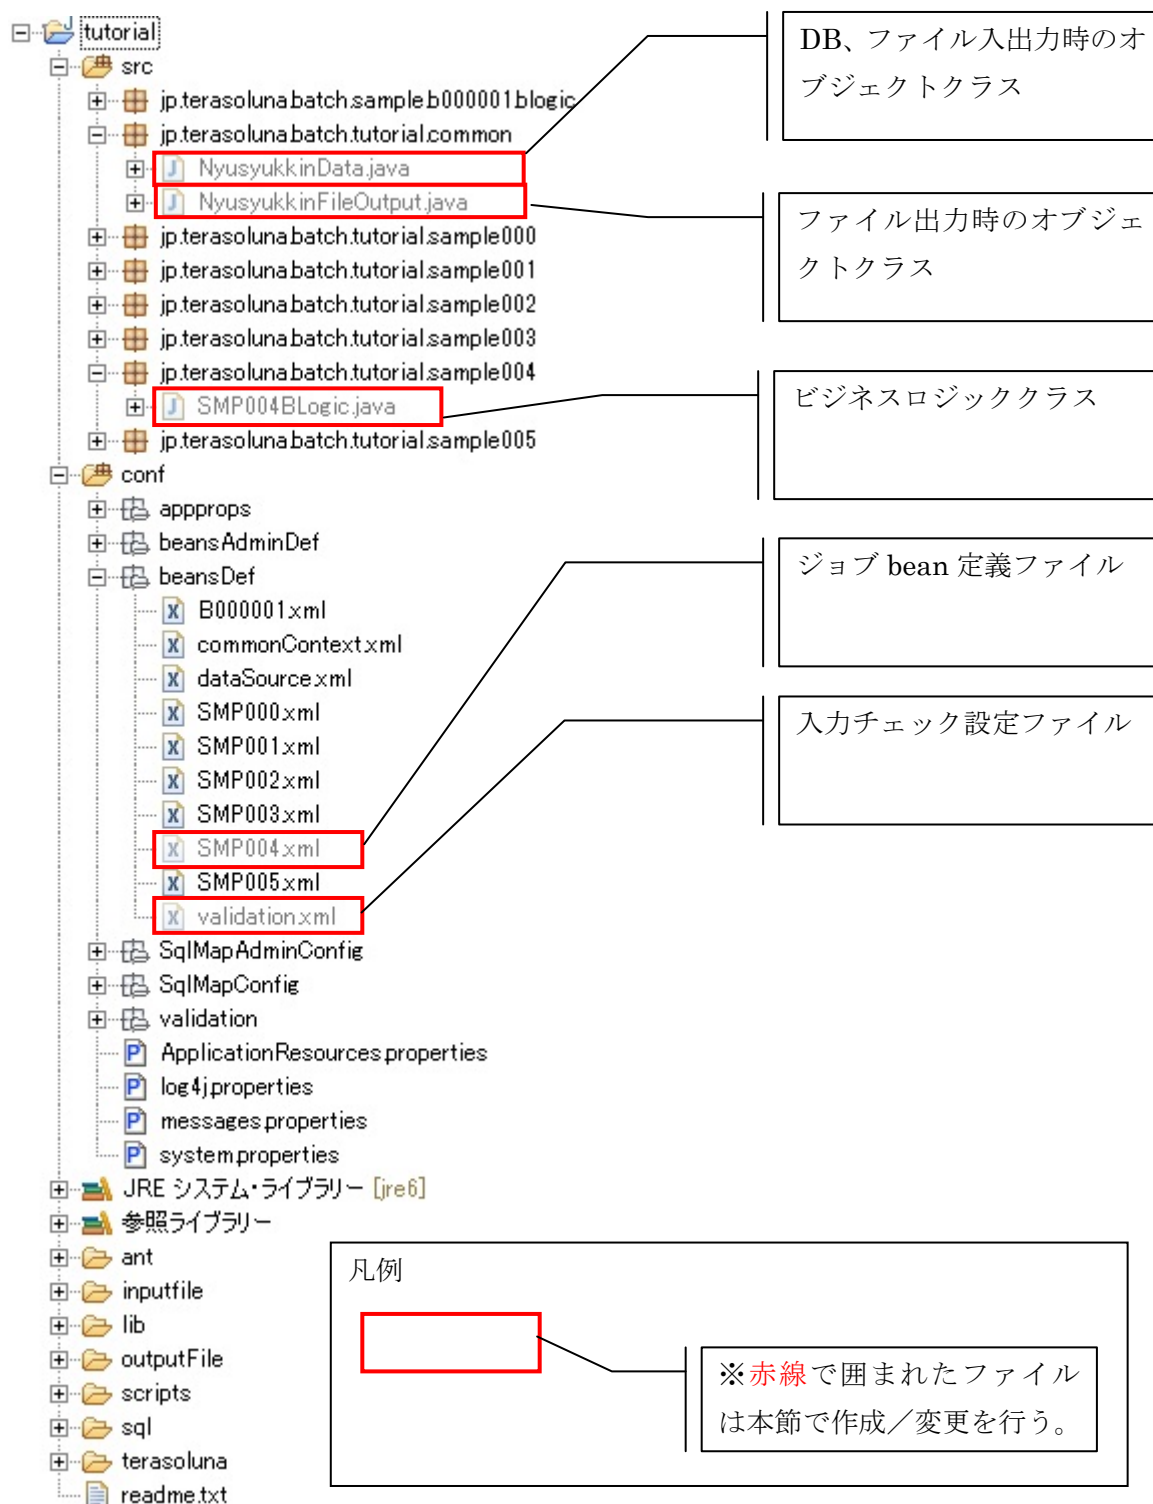 tutorial
src
jp.terasoluna.batch.sample.b000001.blogic
jp.terasoluna.batch.tutorial.common
NyusyukkinData.java
NyusyukkinFileOutput.java
jp.terasoluna.batch.tutorial.sample000
jp.terasoluna.batch.tutorial.sample001
jp.terasoluna.batch.tutorial.sample002
jp.terasoluna.batch.tutorial.sample003
jp.terasoluna.batch.tutorial.sample004
SMP004BLogic.java
jp.terasoluna.batch.tutorial.sample005
conf
appprops
beansAdminDef
beansDef
B000001.xml
commonContext.xml
dataSource.xml
SMP000.xml
SMP001.xml
SMP002.xml
SMP003.xml
SMP004.xml
SMP005.xml
validation.xml
SqlMapAdminConfig
SqlMapConfig
validation
ApplicationResources.properties
log4j.properties
messages.properties
system.properties
JRE システム・ライブラリー [jre6]
参照ライブラリー
ant
inputfile
lib
outputFile
scripts
sql
terasoluna
readme.txt
DB、ファイル入出力時のオ
ブジェクトクラス
ファイル出力時のオブジェ
クトクラス
ビジネスロジッククラス
ジョブ bean 定義ファイル
入力チェック設定ファイル
凡例
※赤線で囲まれたファイル
は本節で作成／変更を行う。